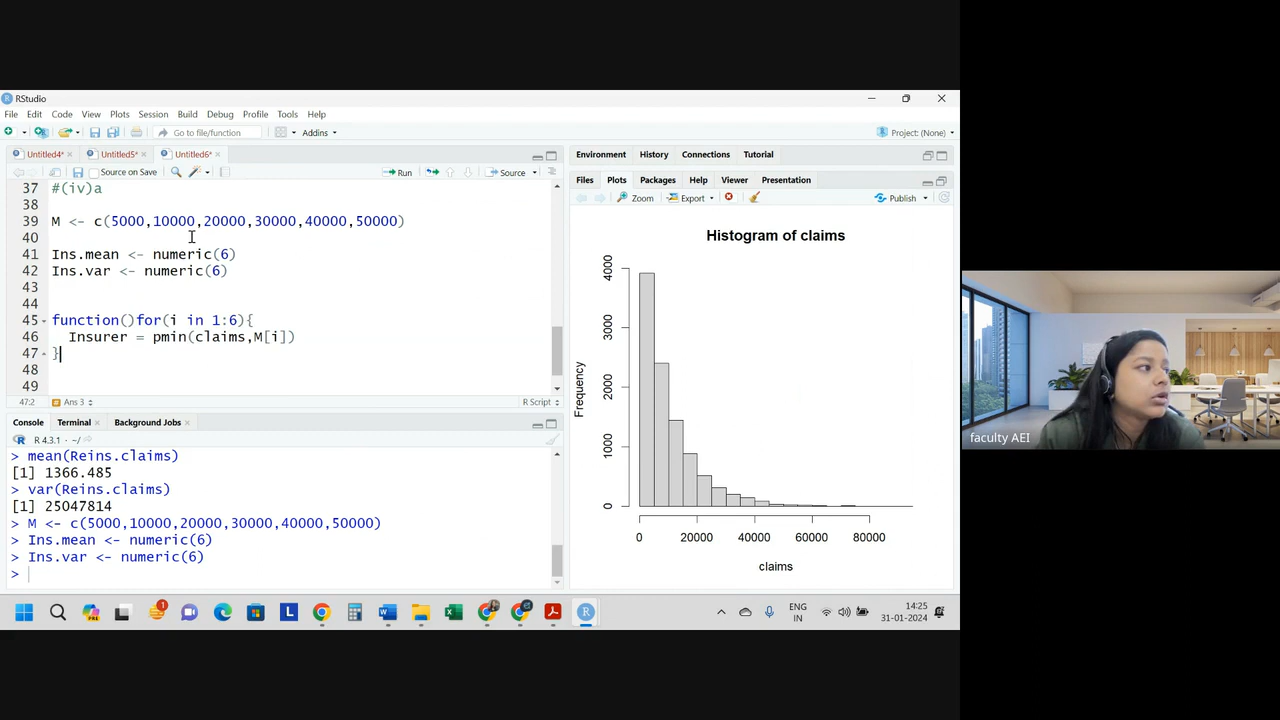 RStudio
File Edit Code View Plots Session Build Debug Profile Tools Help
Go to file/function Addins Project: (None)
Untitled4* Untitled5* Untitled6*
Source on Save Run Source
37 #(iv)a
38
39 M <- c(5000,10000,20000,30000,40000,50000)
40
41 Ins.mean <- numeric(6)
42 Ins.var <- numeric(6)
43
44
45 function()for(i in 1:6){
46 Insurer = pmin(claims,M[i])
47 }
48
49
47:2 Ans 3 R Script
Console Terminal Background Jobs
R 4.3.1 · ~/
> mean(Reins.claims)
[1] 1366.485
> var(Reins.claims)
[1] 25047814
> M <- c(5000,10000,20000,30000,40000,50000)
> Ins.mean <- numeric(6)
> Ins.var <- numeric(6)
>
Environment History Connections Tutorial
Files Plots Packages Help Viewer Presentation
Zoom Export Publish
Histogram of claims
Frequency
0 1000 2000 3000 4000
0 20000 40000 60000 80000
claims
faculty AEI
1
PRE
L
ENG
IN
14:25
31-01-2024